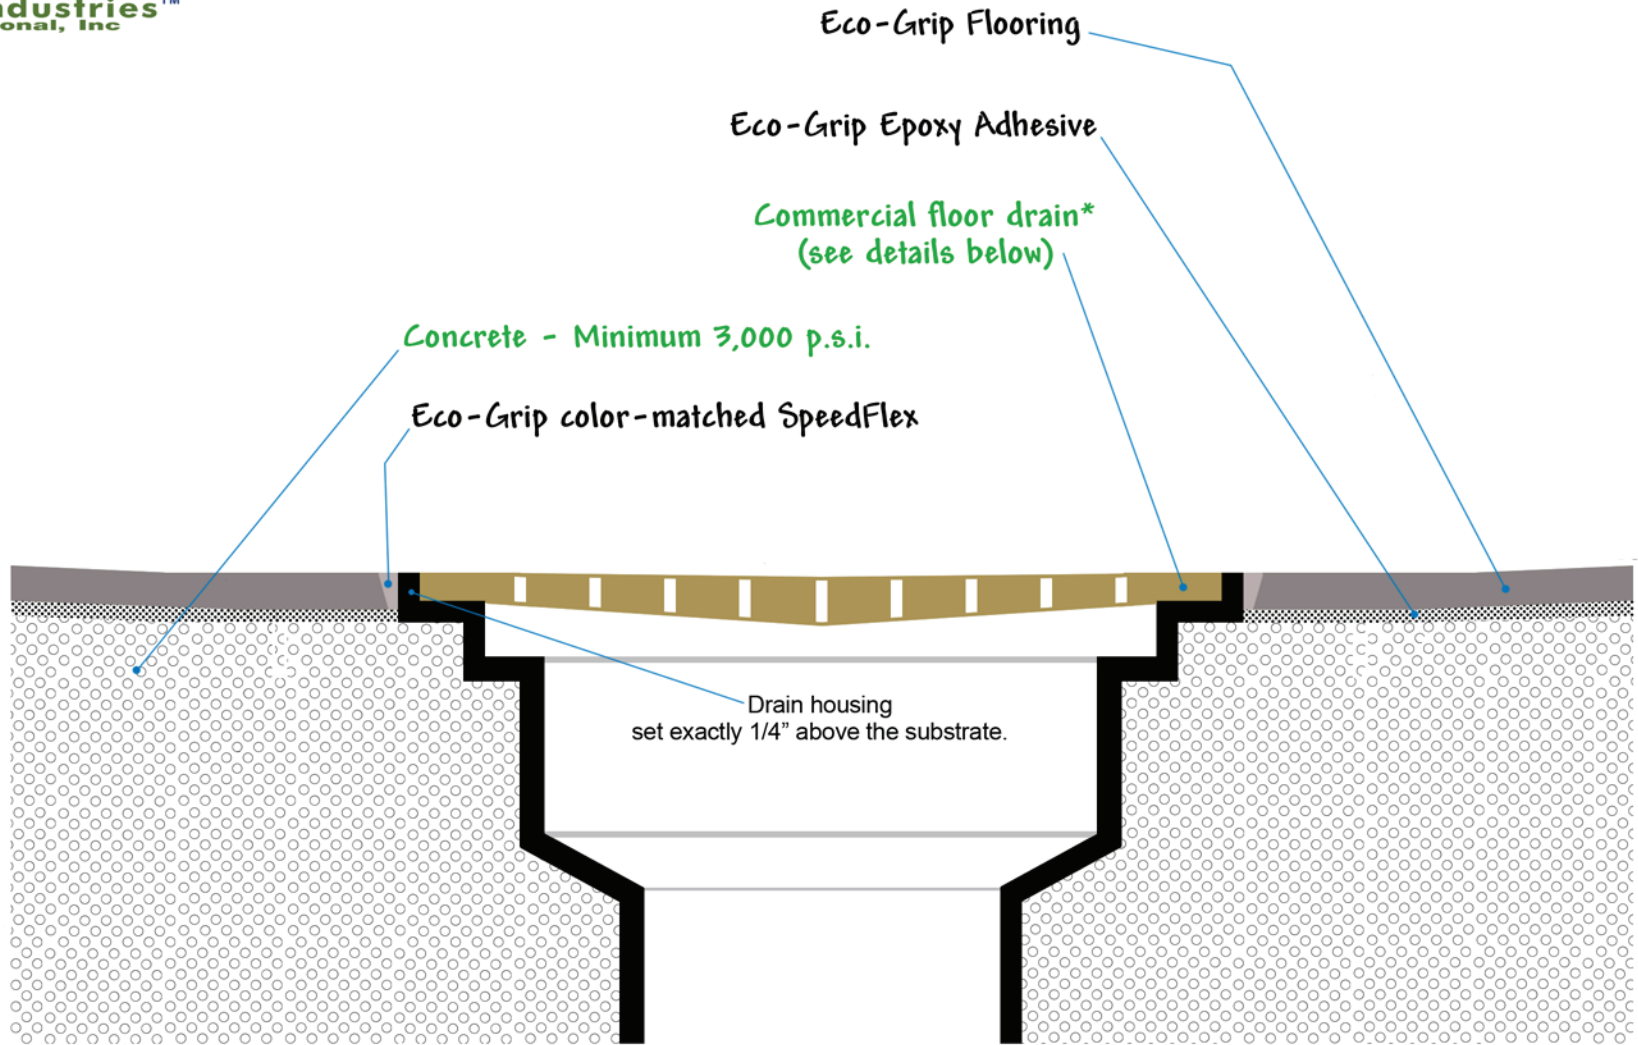 ndustries™
onal, Inc
Eco-Grip Flooring
Eco-Grip Epoxy Adhesive
Commercial floor drain*
(see details below)
Concrete - Minimum 3,000 p.s.i.
Eco-Grip color-matched SpeedFlex
Drain housing
set exactly 1/4” above the substrate.